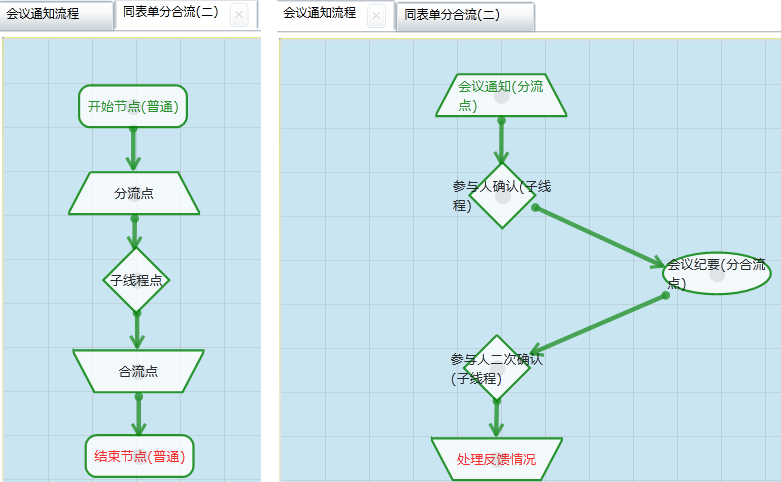 会议通知流程
同表单分合流(二)
开始节点(普通)
分流点
子线程点
合流点
结束节点(普通)
会议通知流程
同表单分合流(二)
会议通知(分流
点)
参与人确认(子线
程)
会议纪要(分合流
点)
参与人二次确认
(子线程)
处理反馈情况